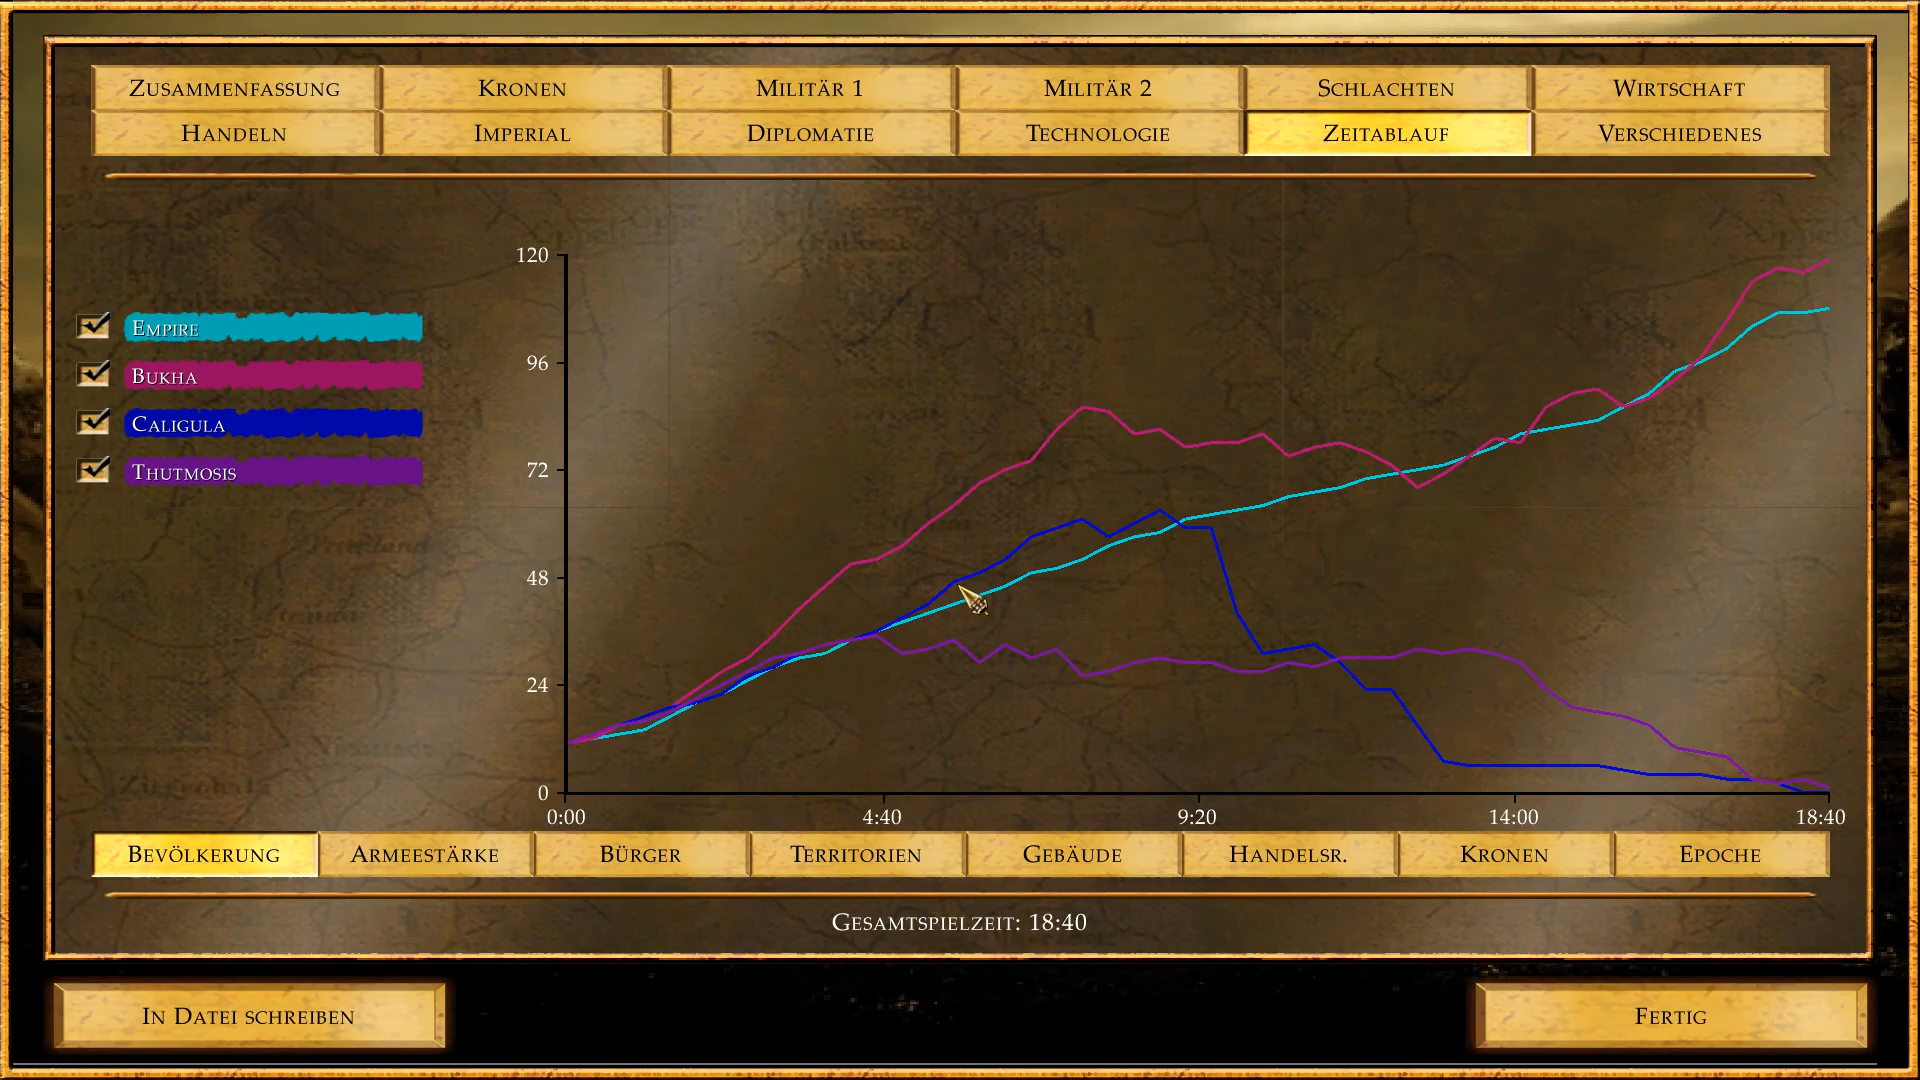 Zusammenfassung Kronen Militär 1 Militär 2 Schlachten Wirtschaft
Handeln Imperial Diplomatie Technologie Zeitablauf Verschiedenes
120
96
72
48
24
0
Empire
Bukha
Caligula
Thutmosis
0:00 4:40 9:20 14:00 18:40
Bevölkerung Armeestärke Bürger Territorien Gebäude Handelsr. Kronen Epoche
Gesamtspielzeit: 18:40
In Datei schreiben Fertig